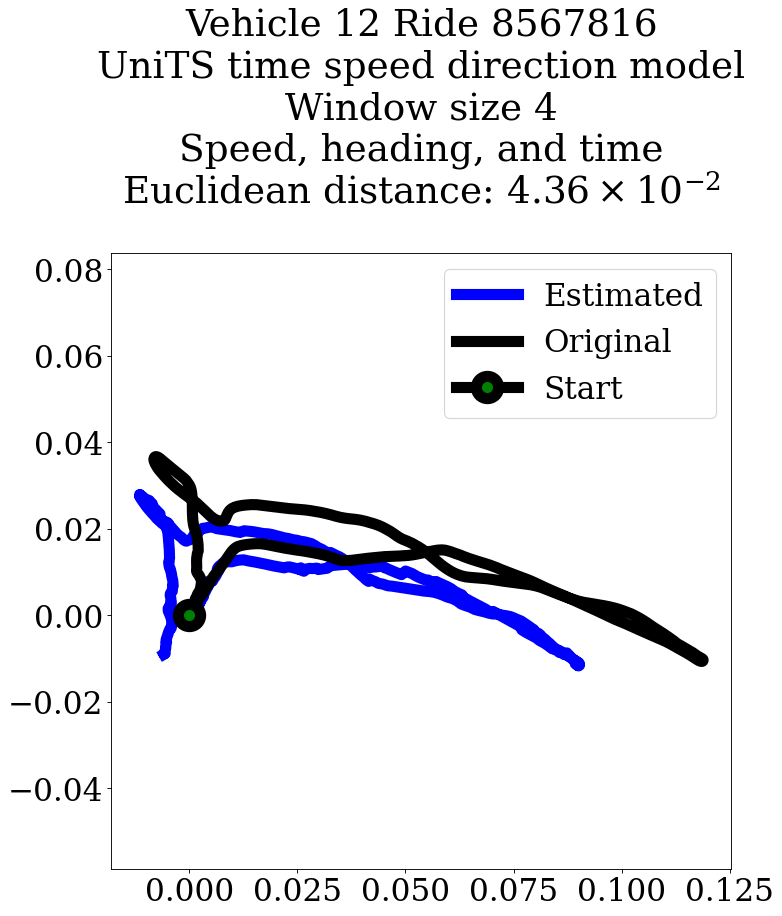 Vehicle 12 Ride 8567816
UniTS time speed direction model
Window size 4
Speed, heading, and time
Euclidean distance: 4.36 × 10⁻²
Estimated
Original
Start
0.08
0.06
0.04
0.02
0.00
−0.02
−0.04
0.000 0.025 0.050 0.075 0.100 0.125